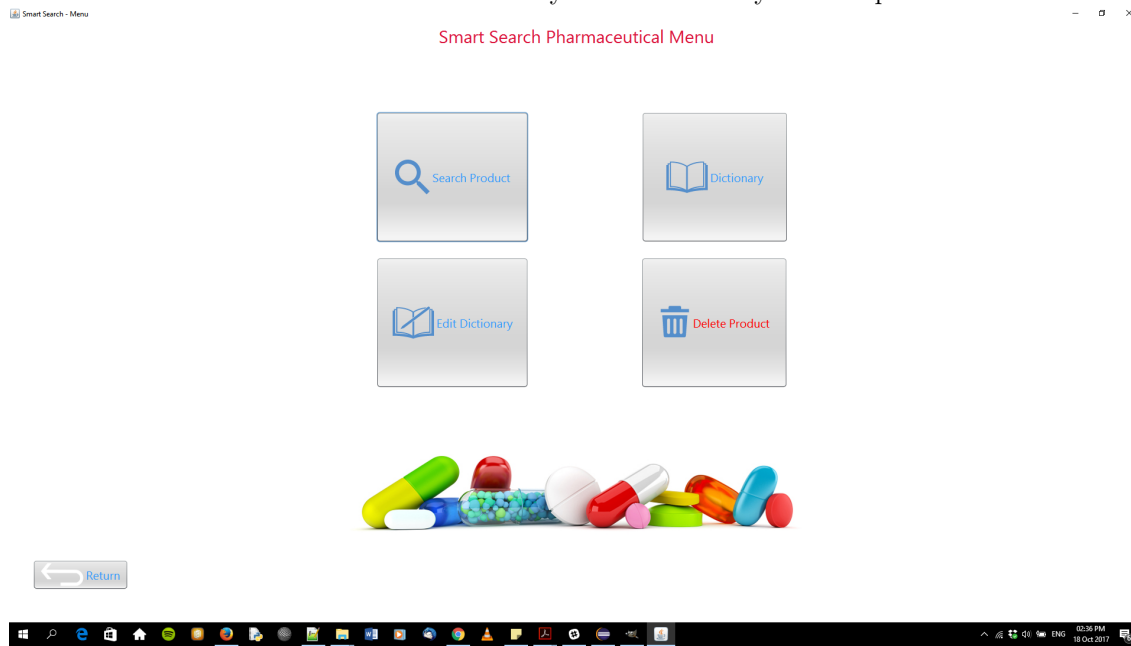 Smart Search - Menu
Smart Search Pharmaceutical Menu
Search Product
Dictionary
Edit Dictionary
Delete Product
Return
ENG
02:36 PM
18 Oct 2017